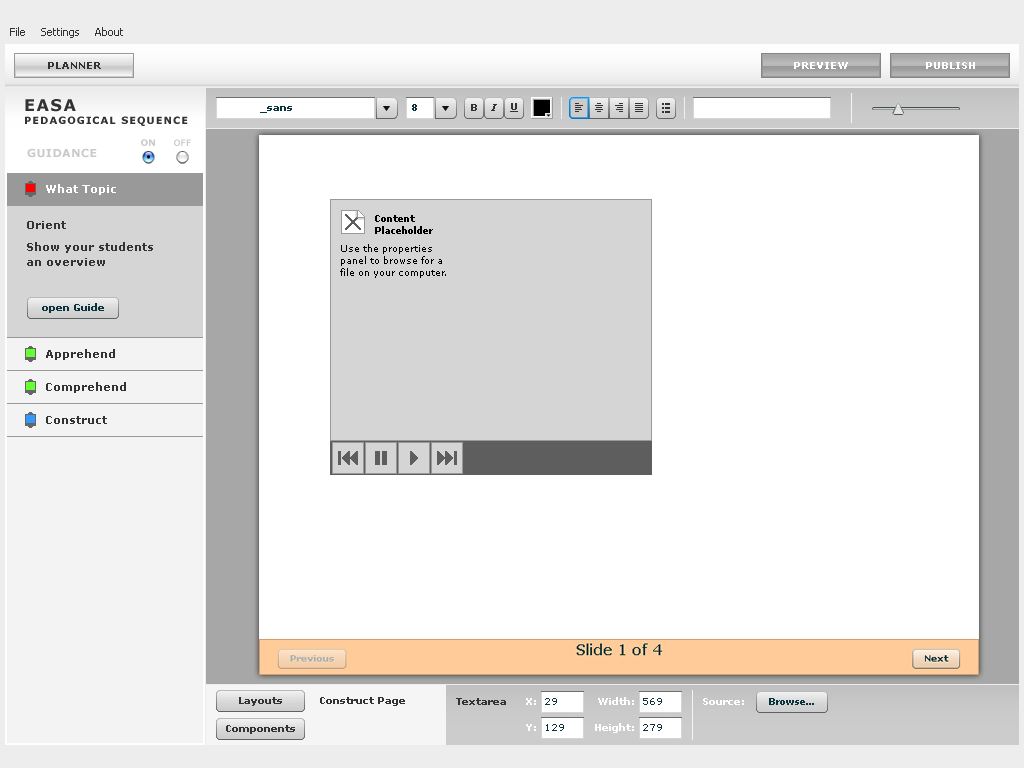 File Settings About
PLANNER
PREVIEW
PUBLISH
EASA
PEDAGOGICAL SEQUENCE
GUIDANCE
ON
OFF
_sans
8
B
I
U
What Topic
Orient
Show your students
an overview
open Guide
Apprehend
Comprehend
Construct
Content
Placeholder
Use the properties
panel to browse for a
file on your computer.
Previous
Slide 1 of 4
Next
Layouts
Components
Construct Page
Textarea
X: 29
Width: 569
Y: 129
Height: 279
Source:
Browse...